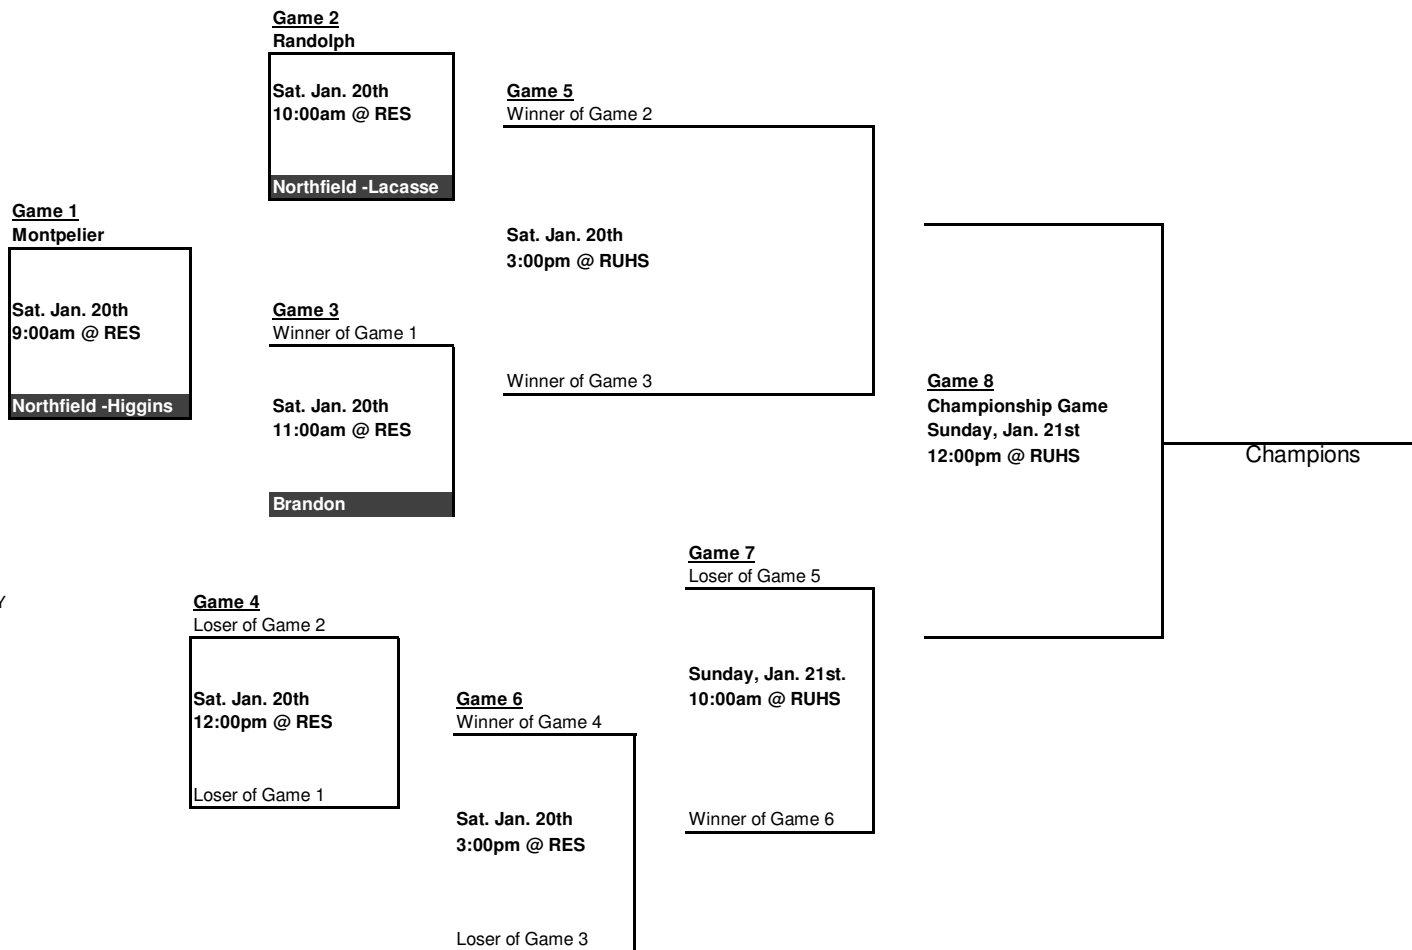 Game 2
Randolph
Sat. Jan. 20th
10:00am @ RES
Northfield -Lacasse
Game 5
Winner of Game 2
Sat. Jan. 20th
3:00pm @ RUHS
Winner of Game 3
Game 1
Montpelier
Sat. Jan. 20th
9:00am @ RES
Northfield -Higgins
Game 3
Winner of Game 1
Sat. Jan. 20th
11:00am @ RES
Brandon
Game 8
Championship Game
Sunday, Jan. 21st
12:00pm @ RUHS
Champions
Game 7
Loser of Game 5
Sunday, Jan. 21st.
10:00am @ RUHS
Winner of Game 6
Y
Game 4
Loser of Game 2
Sat. Jan. 20th
12:00pm @ RES
Loser of Game 1
Game 6
Winner of Game 4
Sat. Jan. 20th
3:00pm @ RES
Loser of Game 3